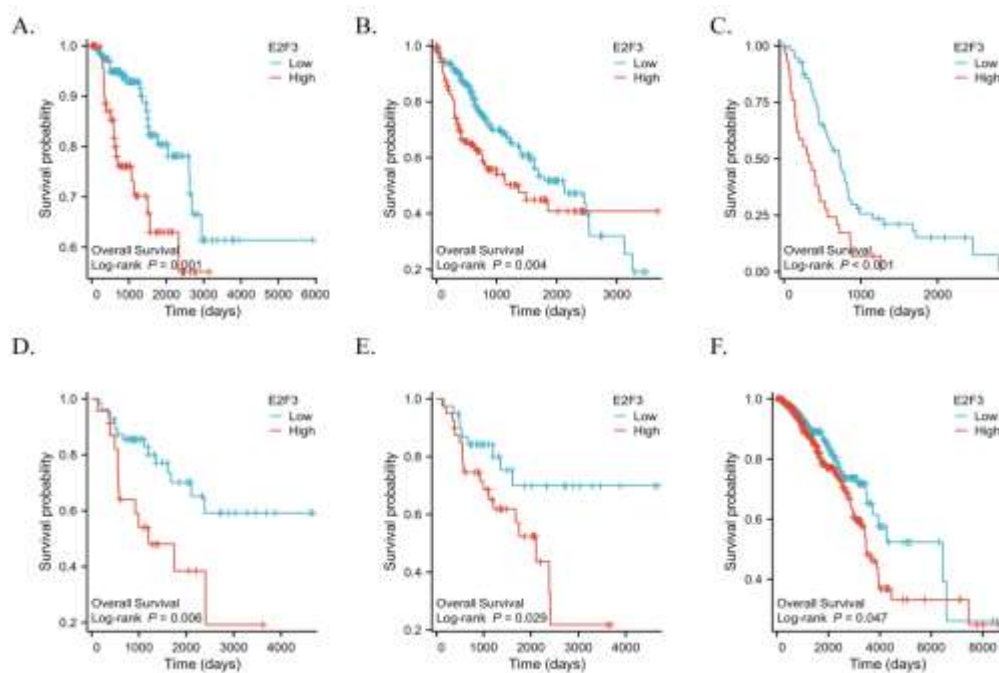 A.
E2F3
Low
High
Survival probability
1.0
0.9
0.8
0.7
0.6
Overall Survival
Log-rank P = 0.001
0 1000 2000 3000 4000 5000 6000
Time (days)
B.
E2F3
Low
High
Survival probability
1.0
0.8
0.6
0.4
0.2
Overall Survival
Log-rank P = 0.004
0 1000 2000 3000
Time (days)
C.
E2F3
Low
High
Survival probability
1.00
0.75
0.50
0.25
0.00
Overall Survival
Log-rank P < 0.001
0 1000 2000
Time (days)
D.
E2F3
Low
High
Survival probability
1.0
0.8
0.6
0.4
0.2
Overall Survival
Log-rank P = 0.006
0 1000 2000 3000 4000
Time (days)
E.
E2F3
Low
High
Survival probability
1.0
0.8
0.6
0.4
0.2
Overall Survival
Log-rank P = 0.029
0 1000 2000 3000 4000
Time (days)
F.
E2F3
Low
High
Survival probability
1.0
0.8
0.6
0.4
Overall Survival
Log-rank P = 0.047
0 2000 4000 6000 8000
Time (days)